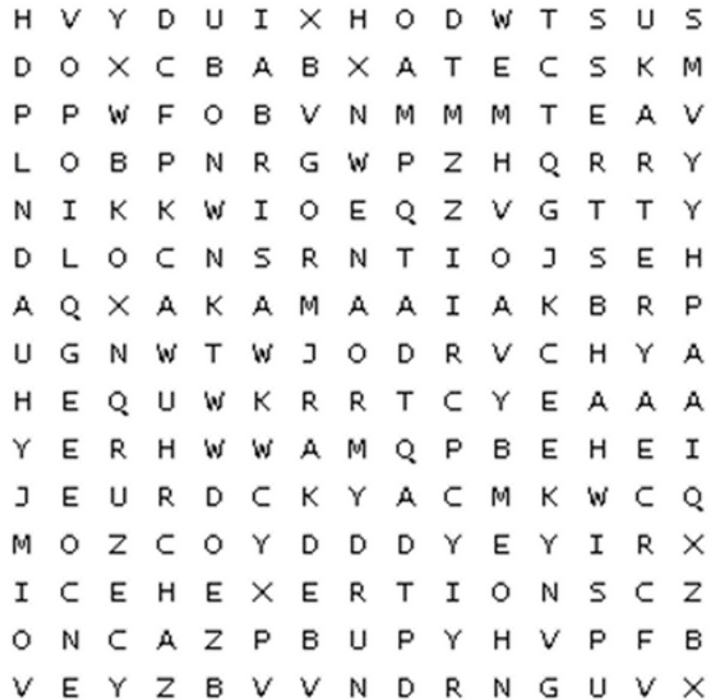 H V Y D U I X H O D W T S U S
D O X C B A B X A T E C S K M
P P W F O B V N M M M T E A V
L O B P N R G W P Z H Q R R Y
N I K K W I O E Q Z V G T T Y
D L O C N S R N T I O J S E H
A Q X A K A M A A I A K B R P
U G N W T W J O D R V C H Y A
H E Q U W K R R T C Y E A A A
Y E R H W W A M Q P B E H E I
J E U R D C K Y A C M K W C Q
M O Z C O Y D D D Y E Y I R X
I C E H E X E R T I O N S C Z
O N C A Z P B U P Y H V P F B
V E Y Z B V V N D R N G U V X